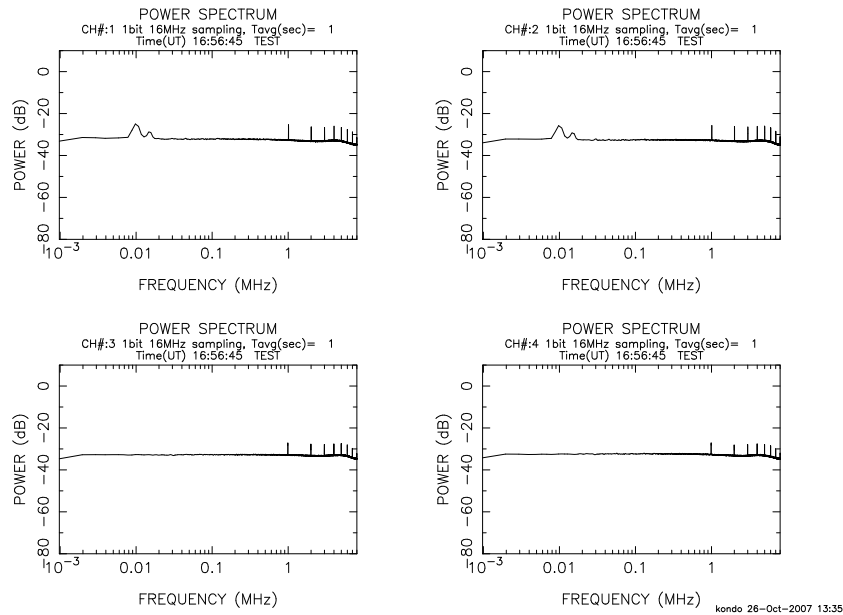 POWER SPECTRUM
CH#:1 1bit 16MHz sampling, Tavg(sec)= 1
Time(UT) 16:56:45 TEST
0
-20
-40
-60
-80
POWER (dB)
10-3
0.01
0.1
1
FREQUENCY (MHz)
POWER SPECTRUM
CH#:2 1bit 16MHz sampling, Tavg(sec)= 1
Time(UT) 16:56:45 TEST
0
-20
-40
-60
-80
POWER (dB)
10-3
0.01
0.1
1
FREQUENCY (MHz)
POWER SPECTRUM
CH#:3 1bit 16MHz sampling, Tavg(sec)= 1
Time(UT) 16:56:45 TEST
0
-20
-40
-60
-80
POWER (dB)
10-3
0.01
0.1
1
FREQUENCY (MHz)
POWER SPECTRUM
CH#:4 1bit 16MHz sampling, Tavg(sec)= 1
Time(UT) 16:56:45 TEST
0
-20
-40
-60
-80
POWER (dB)
10-3
0.01
0.1
1
FREQUENCY (MHz)
kondo 26-Oct-2007 13:35